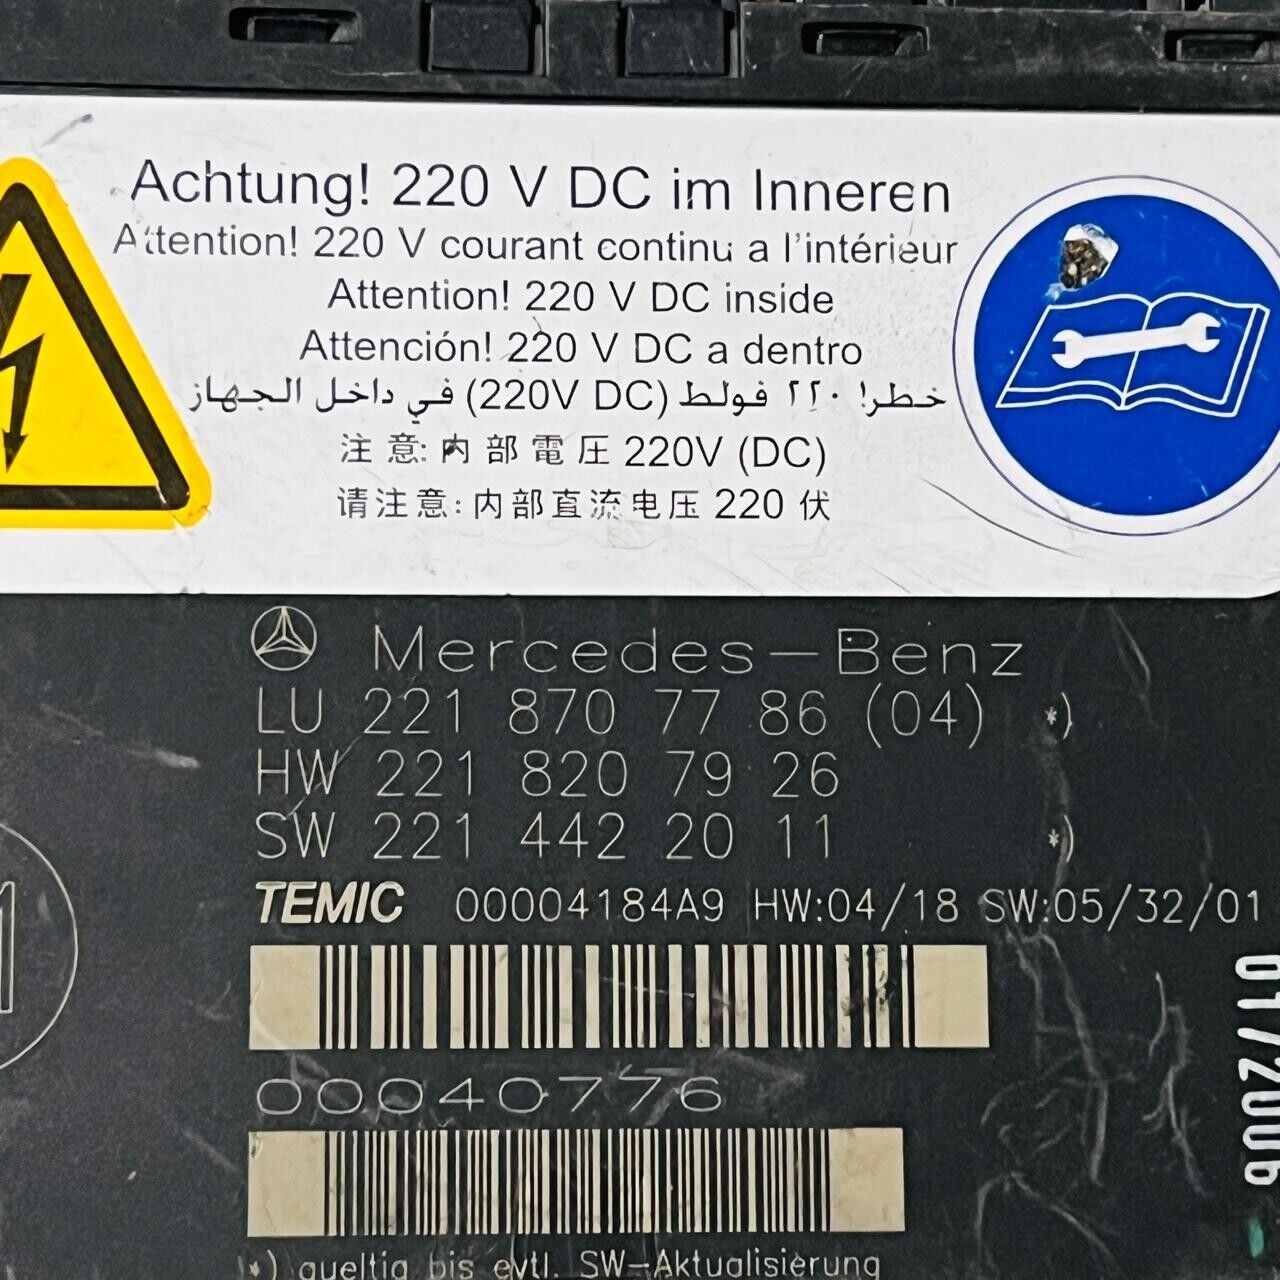 Achtung! 220 V DC im Inneren
Attention! 220 V courant continu a l'intérieur
Attention! 220 V DC inside
Attención! 220 V DC a dentro
خطر! ٢٢٠ فولط (220V DC) في داخل الجهاز
注意: 内部電圧 220V (DC)
请注意: 内部直流电压 220 伏
Mercedes-Benz
LU 221 870 77 86 (04) *)
HW 221 820 79 26
SW 221 442 20 11 *)
TEMIC 00004184A9 HW:04/18 SW:05/32/01
00040776
*) gueltig bis evtl. SW-Aktualisierung
01/2006
1